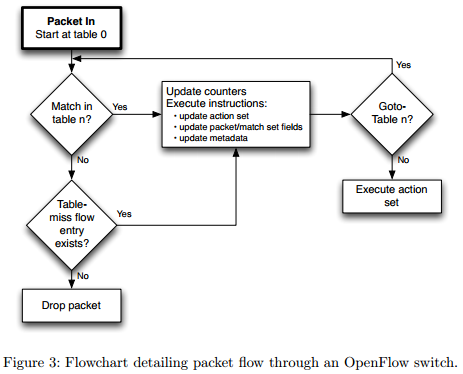 Packet In
Start at table 0
Yes
Match in
table n?
Yes
Update counters
Execute instructions:
• update action set
• update packet/match set fields
• update metadata
Goto-
Table n?
No
No
Table-
miss flow
entry
exists?
Yes
Execute action
set
No
Drop packet
Figure 3: Flowchart detailing packet flow through an OpenFlow switch.